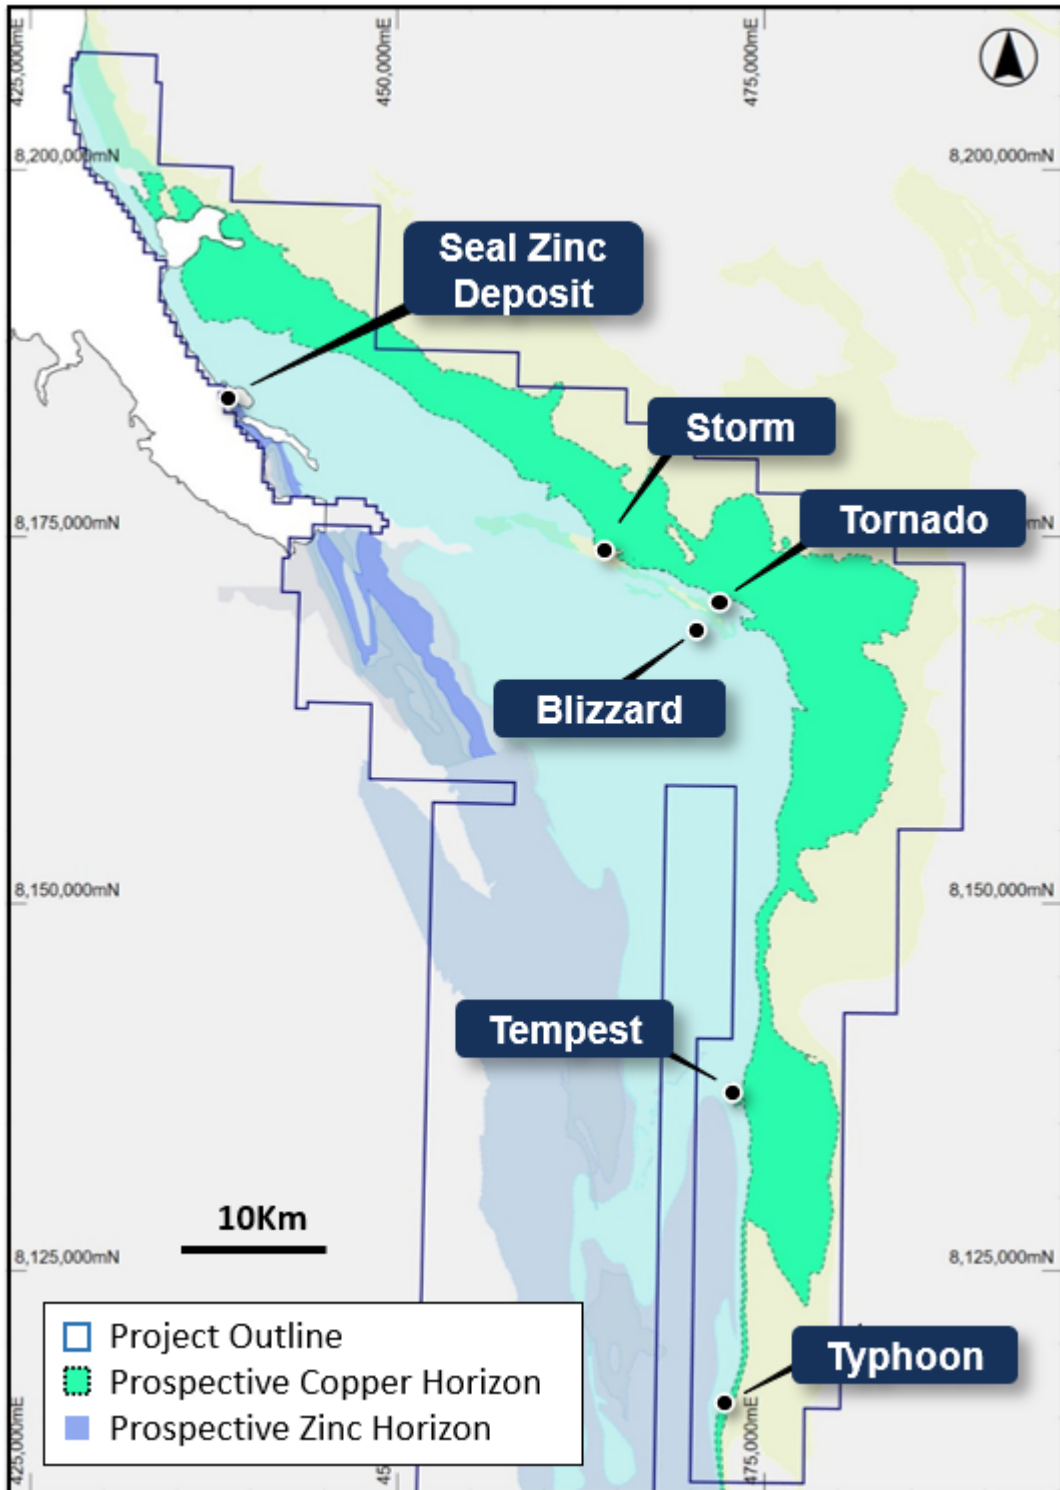 425,000mE
450,000mE
475,000mE
8,200,000mN
8,200,000mN
Seal Zinc
Deposit
Storm
Tornado
8,175,000mN
mN
Blizzard
8,150,000mN
8,150,000mN
Tempest
10Km
8,125,000mN
8,125,000mN
Project Outline
Prospective Copper Horizon
Prospective Zinc Horizon
Typhoon
425,000mE
45
475,000mE